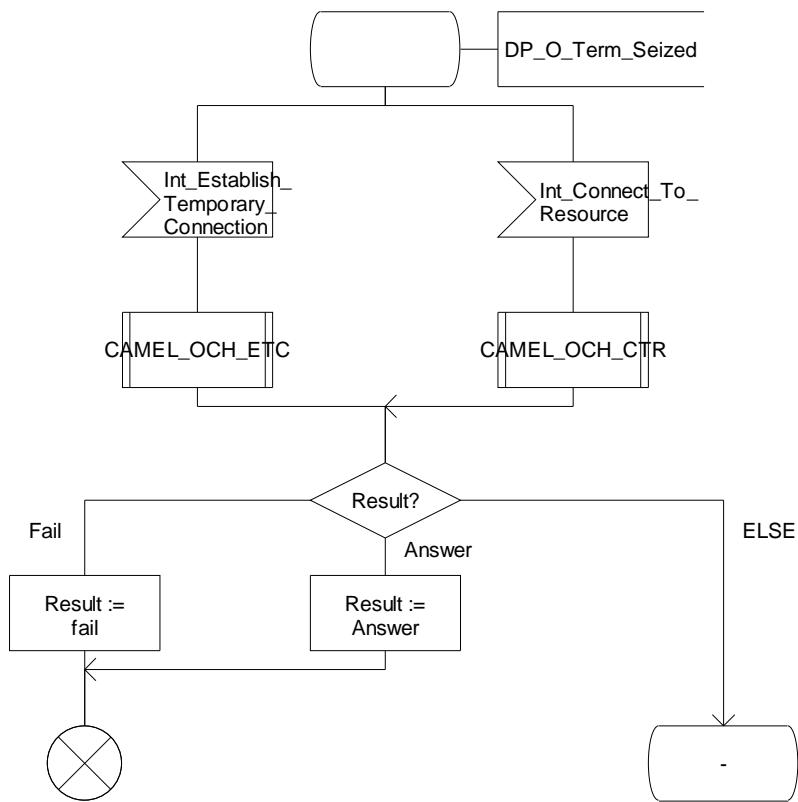 DP_O_Term_Seized
Int_Establish_
Temporary_
Connection
Int_Connect_To_
Resource
CAMEL_OCH_ETC
CAMEL_OCH_CTR
Result?
Fail
Answer
ELSE
Result :=
fail
Result :=
Answer
-